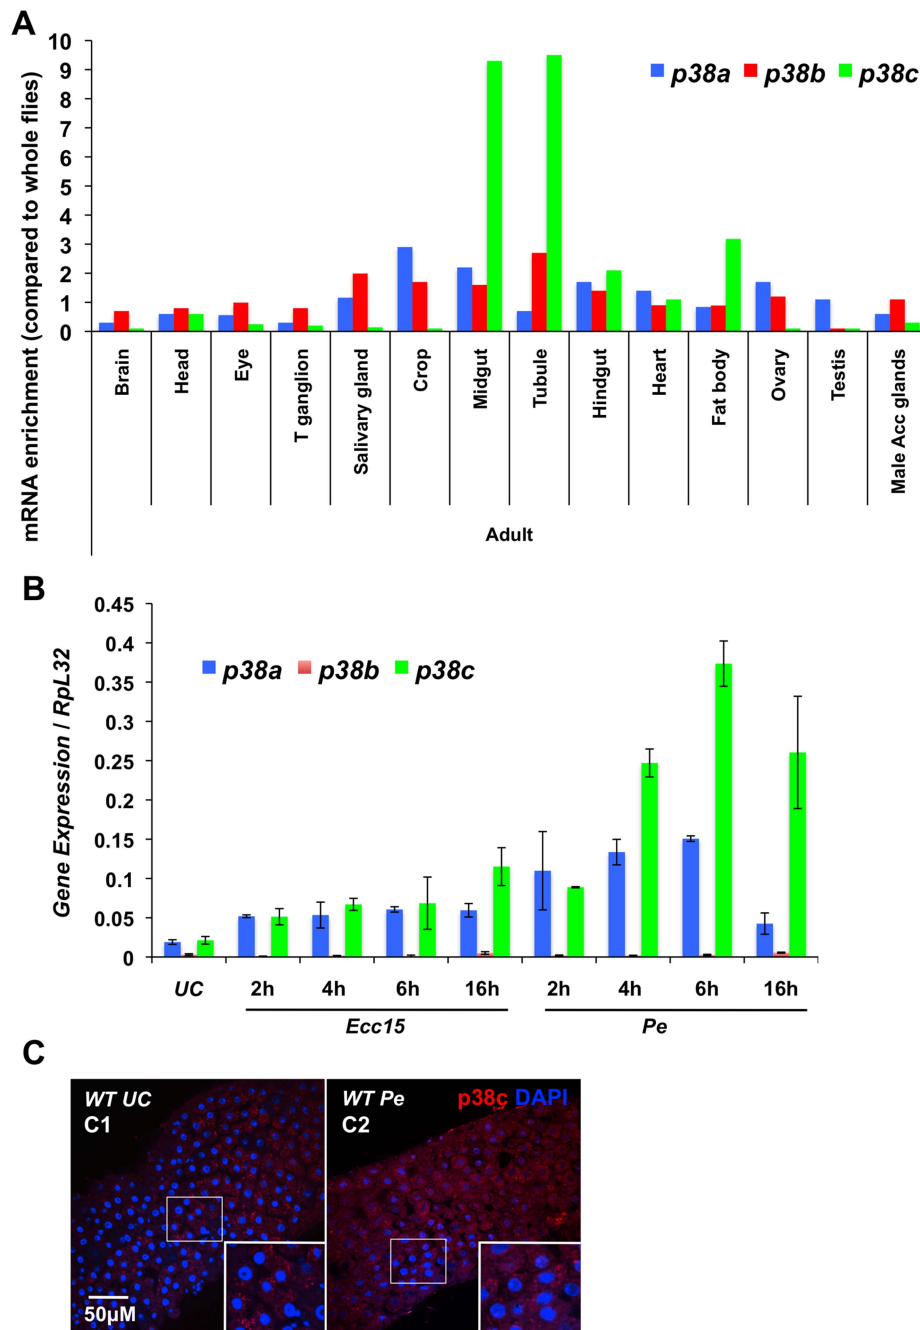 A
mRNA enrichment (compared to whole flies)
10
9
8
7
6
5
4
3
2
1
0
p38a p38b p38c
Brain
Head
Eye
T ganglion
Salivary gland
Crop
Midgut
Tubule
Hindgut
Heart
Fat body
Ovary
Testis
Male Acc glands
Adult
B
Gene Expression / RpL32
0.45
0.4
0.35
0.3
0.25
0.2
0.15
0.1
0.05
0
p38a p38b p38c
UC 2h 4h 6h 16h 2h 4h 6h 16h
Ecc15 Pe
C
WT UC
C1
50µM
WT Pe
C2
p38c DAPI